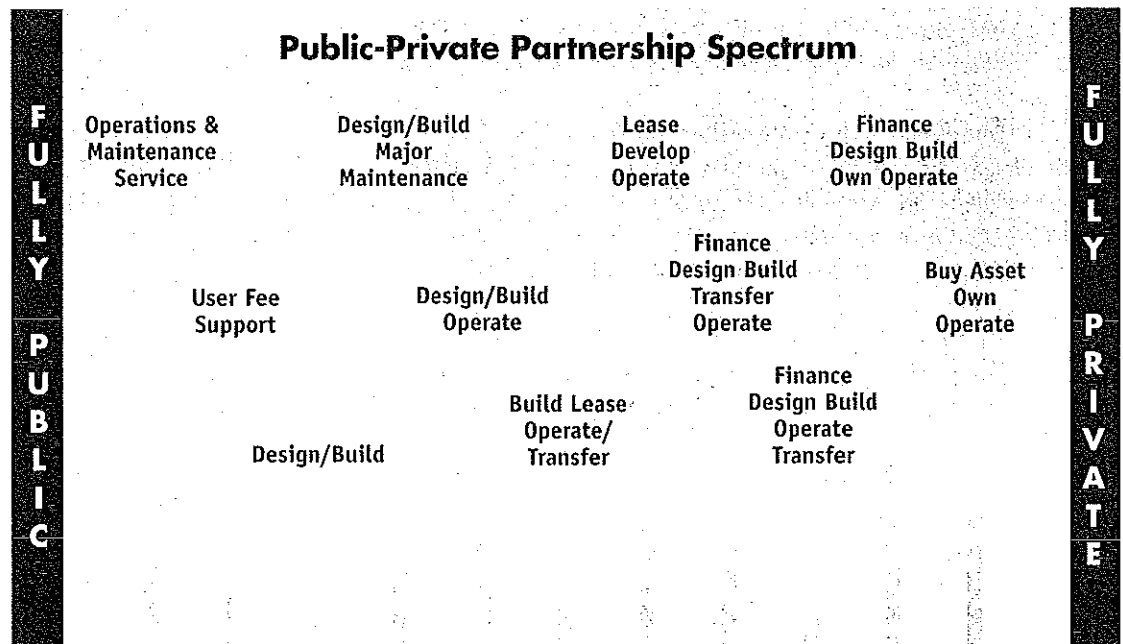 Public-Private Partnership Spectrum
FULLY PUBLIC
Operations &
Maintenance
Service
Design/Build
Major
Maintenance
Lease
Develop
Operate
Finance
Design Build
Own Operate
User Fee
Support
Design/Build
Operate
Finance
Design Build
Transfer
Operate
Buy Asset
Own
Operate
Design/Build
Build Lease
Operate/
Transfer
Finance
Design Build
Operate
Transfer
FULLY PRIVATE